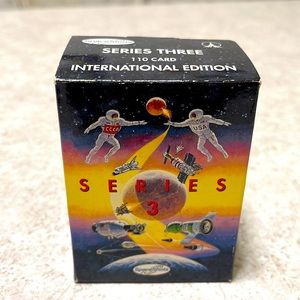 SERIES THREE
110 CARD
INTERNATIONAL EDITION
CCCP
USA
SERIES
3